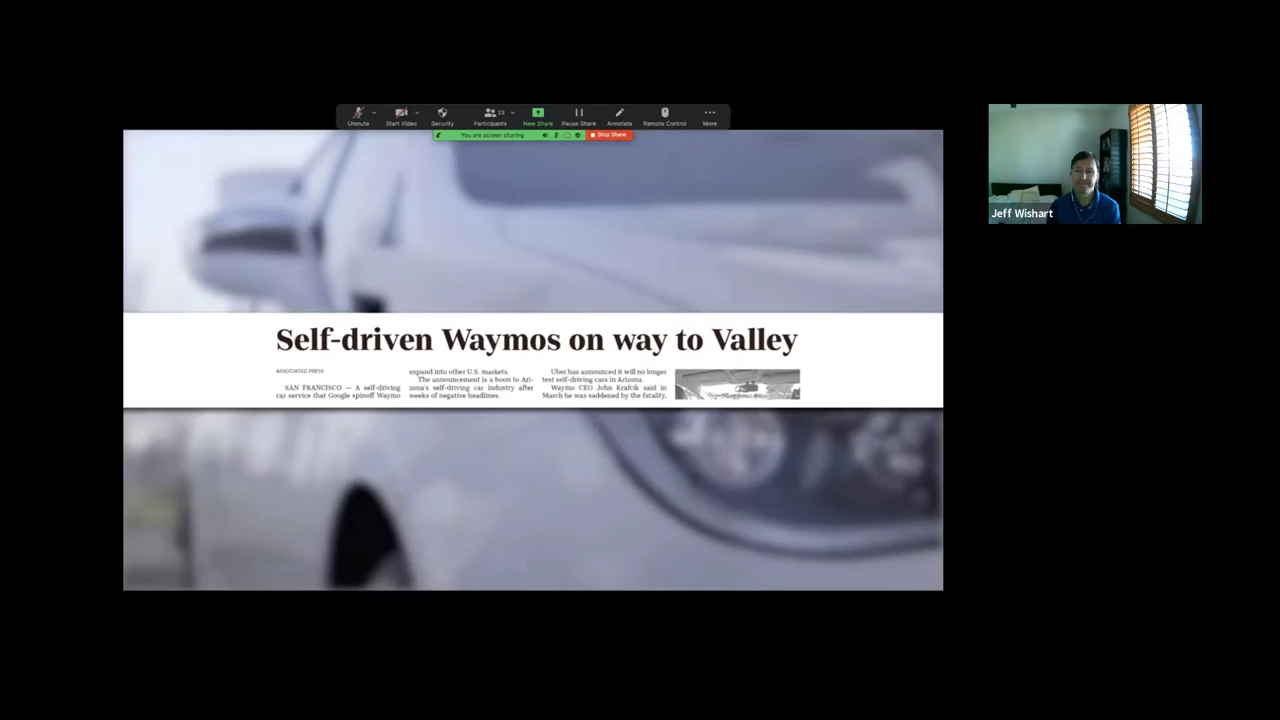 Unmute
Start Video
Security
23
Participants
New Share
Pause Share
Annotate
Remote Control
More
You are screen sharing
Stop Share
Jeff Wishart
Self-driven Waymos on way to Valley
ASSOCIATED PRESS
SAN FRANCISCO — A self-driving
car service that Google spinoff Waymo
expand into other U.S. markets.
The announcement is a boon to Ari-
zona's self-driving car industry after
weeks of negative headlines.
Uber has announced it will no longer
test self-driving cars in Arizona.
Waymo CEO John Krafcik said in
March he was saddened by the fatality,